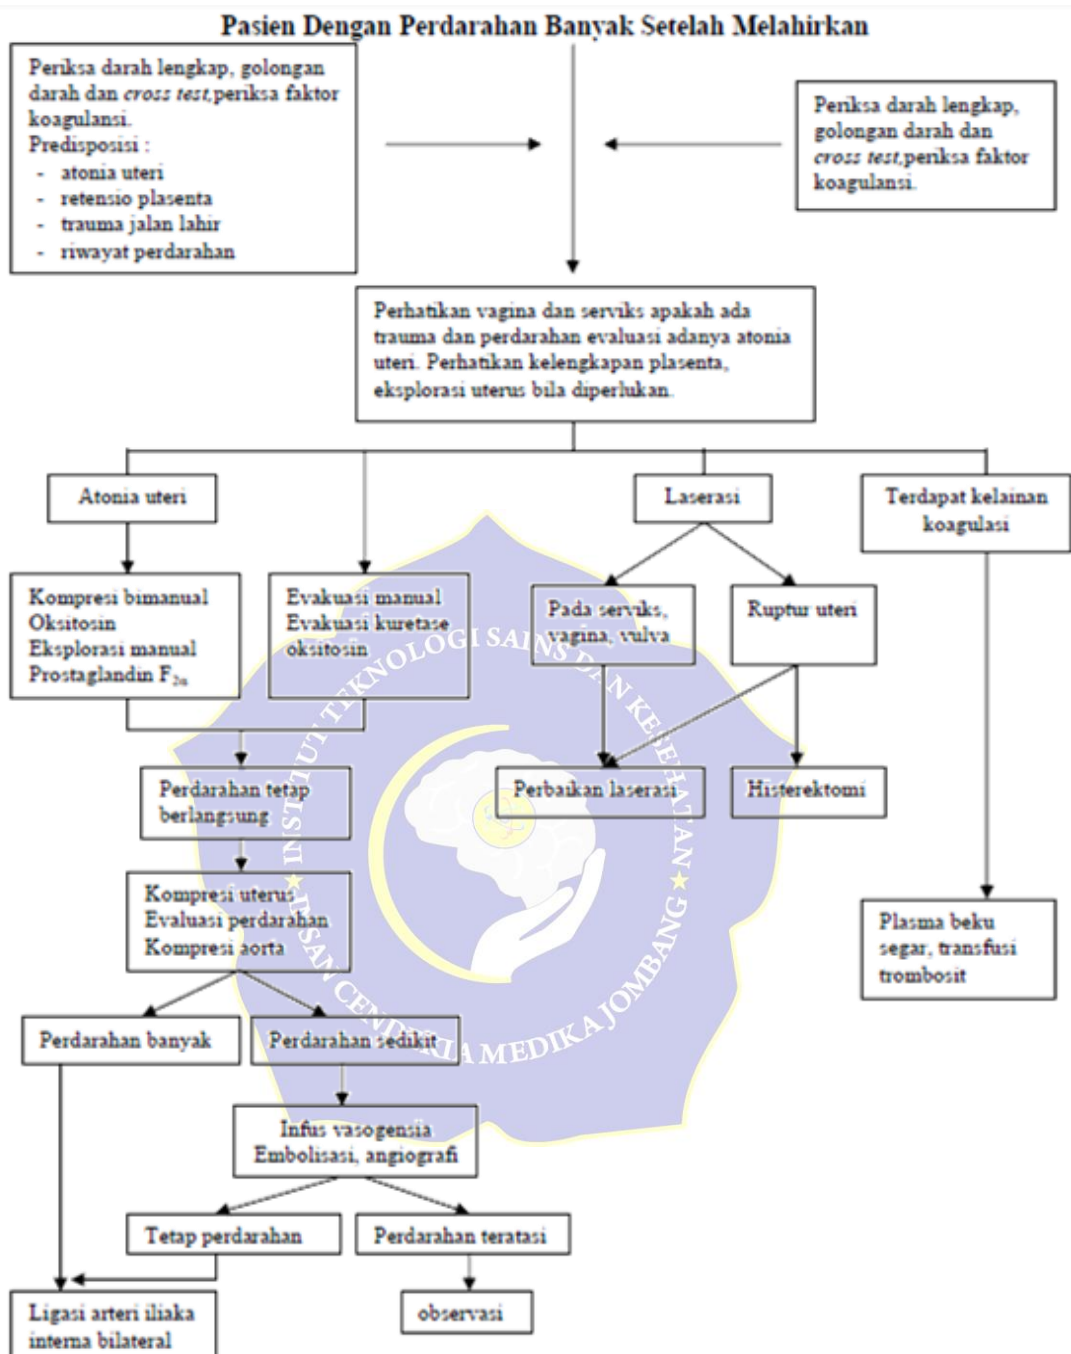 Pasien Dengan Perdarahan Banyak Setelah Melahirkan
Periksa darah lengkap, golongan
darah dan cross test,periksa faktor
koagulansi.
Predisposisi :
- atonia uteri
- retensio plasenta
- trauma jalan lahir
- riwayat perdarahan
Periksa darah lengkap,
golongan darah dan
cross test,periksa faktor
koagulansi.
Perhatikan vagina dan serviks apakah ada
trauma dan perdarahan evaluasi adanya atonia
uteri. Perhatikan kelengkapan plasenta,
eksplorasi uterus bila diperlukan.
Atonia uteri
Laserasi
Terdapat kelainan
koagulasi
Kompresi bimanual
Oksitosin
Eksplorasi manual
Prostaglandin F₂α
Evakuasi manual
Evakuasi kuretase
oksitosin
Pada serviks,
vagina, vulva
Ruptur uteri
Perdarahan tetap
berlangsung
Perbaikan laserasi
Histerektomi
Kompresi uterus
Evaluasi perdarahan
Kompresi aorta
Plasma beku
segar, transfusi
trombosit
Perdarahan banyak
Perdarahan sedikit
Infus vasogensia
Embolisasi, angiografi
Tetap perdarahan
Perdarahan teratasi
Ligasi arteri iliaka
interna bilateral
observasi
INSTITUT TEKNOLOGI SAINS DAN KESEHATAN
INSAN CENDEKIA MEDIKA JOMBANG